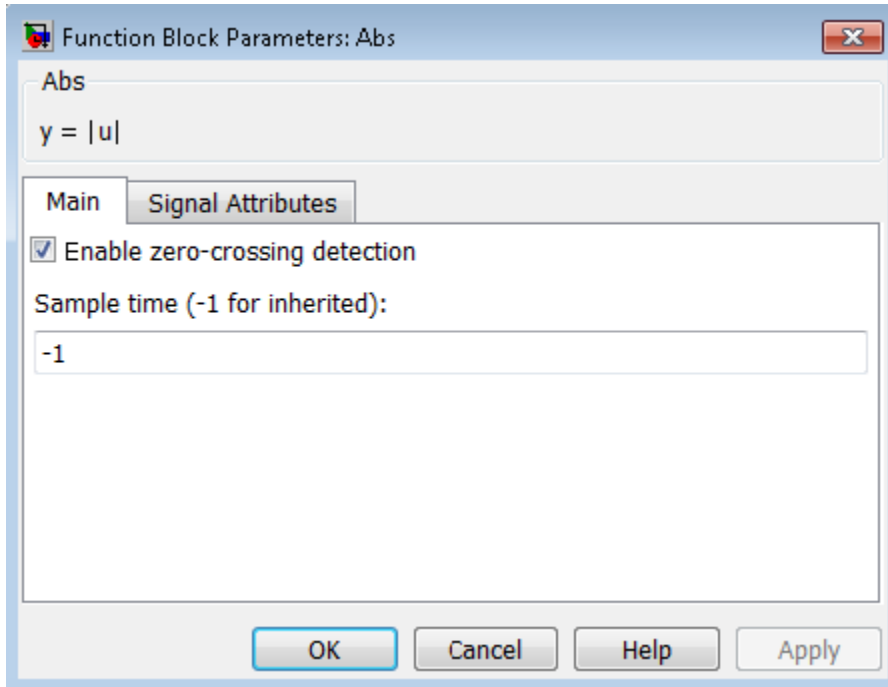 Function Block Parameters: Abs
Abs
y = |u|
Main Signal Attributes
Enable zero-crossing detection
Sample time (-1 for inherited):
-1
OK Cancel Help Apply